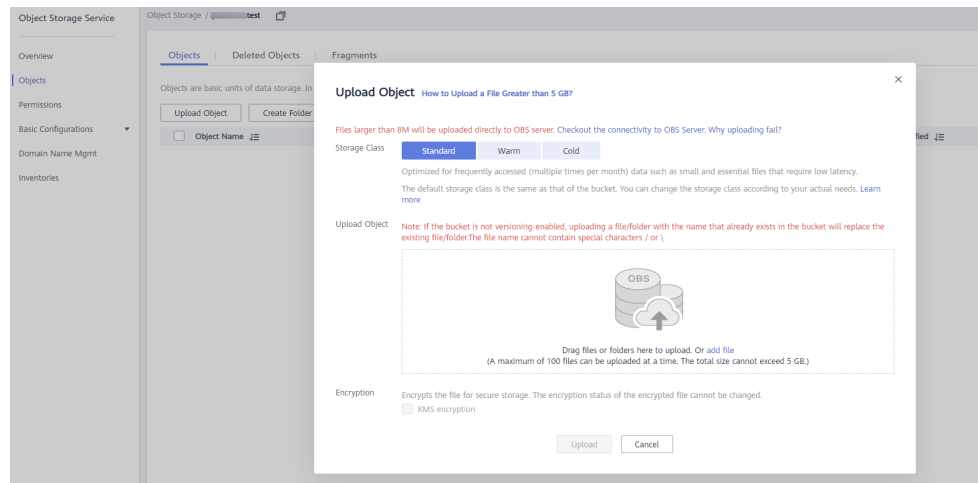 Object Storage Service
Object Storage / test
Overview
Objects
Permissions
Basic Configurations
Domain Name Mgmt
Inventories
Objects
Deleted Objects
Fragments
Objects are basic units of data storage. In
Upload Object
Create Folder
Object Name
fied
Upload Object How to Upload a File Greater than 5 GB?
Files larger than 8M will be uploaded directly to OBS server. Checkout the connectivity to OBS Server. Why uploading fail?
Storage Class
Standard
Warm
Cold
Optimized for frequently accessed (multiple times per month) data such as small and essential files that require low latency.
The default storage class is the same as that of the bucket. You can change the storage class according to your actual needs. Learn
more
Upload Object
Note: If the bucket is not versioning-enabled, uploading a file/folder with the name that already exists in the bucket will replace the
existing file/folder.The file name cannot contain special characters / or \
OBS
Drag files or folders here to upload. Or add file
(A maximum of 100 files can be uploaded at a time. The total size cannot exceed 5 GB.)
Encryption
Encrypts the file for secure storage. The encryption status of the encrypted file cannot be changed.
KMS encryption
Upload
Cancel